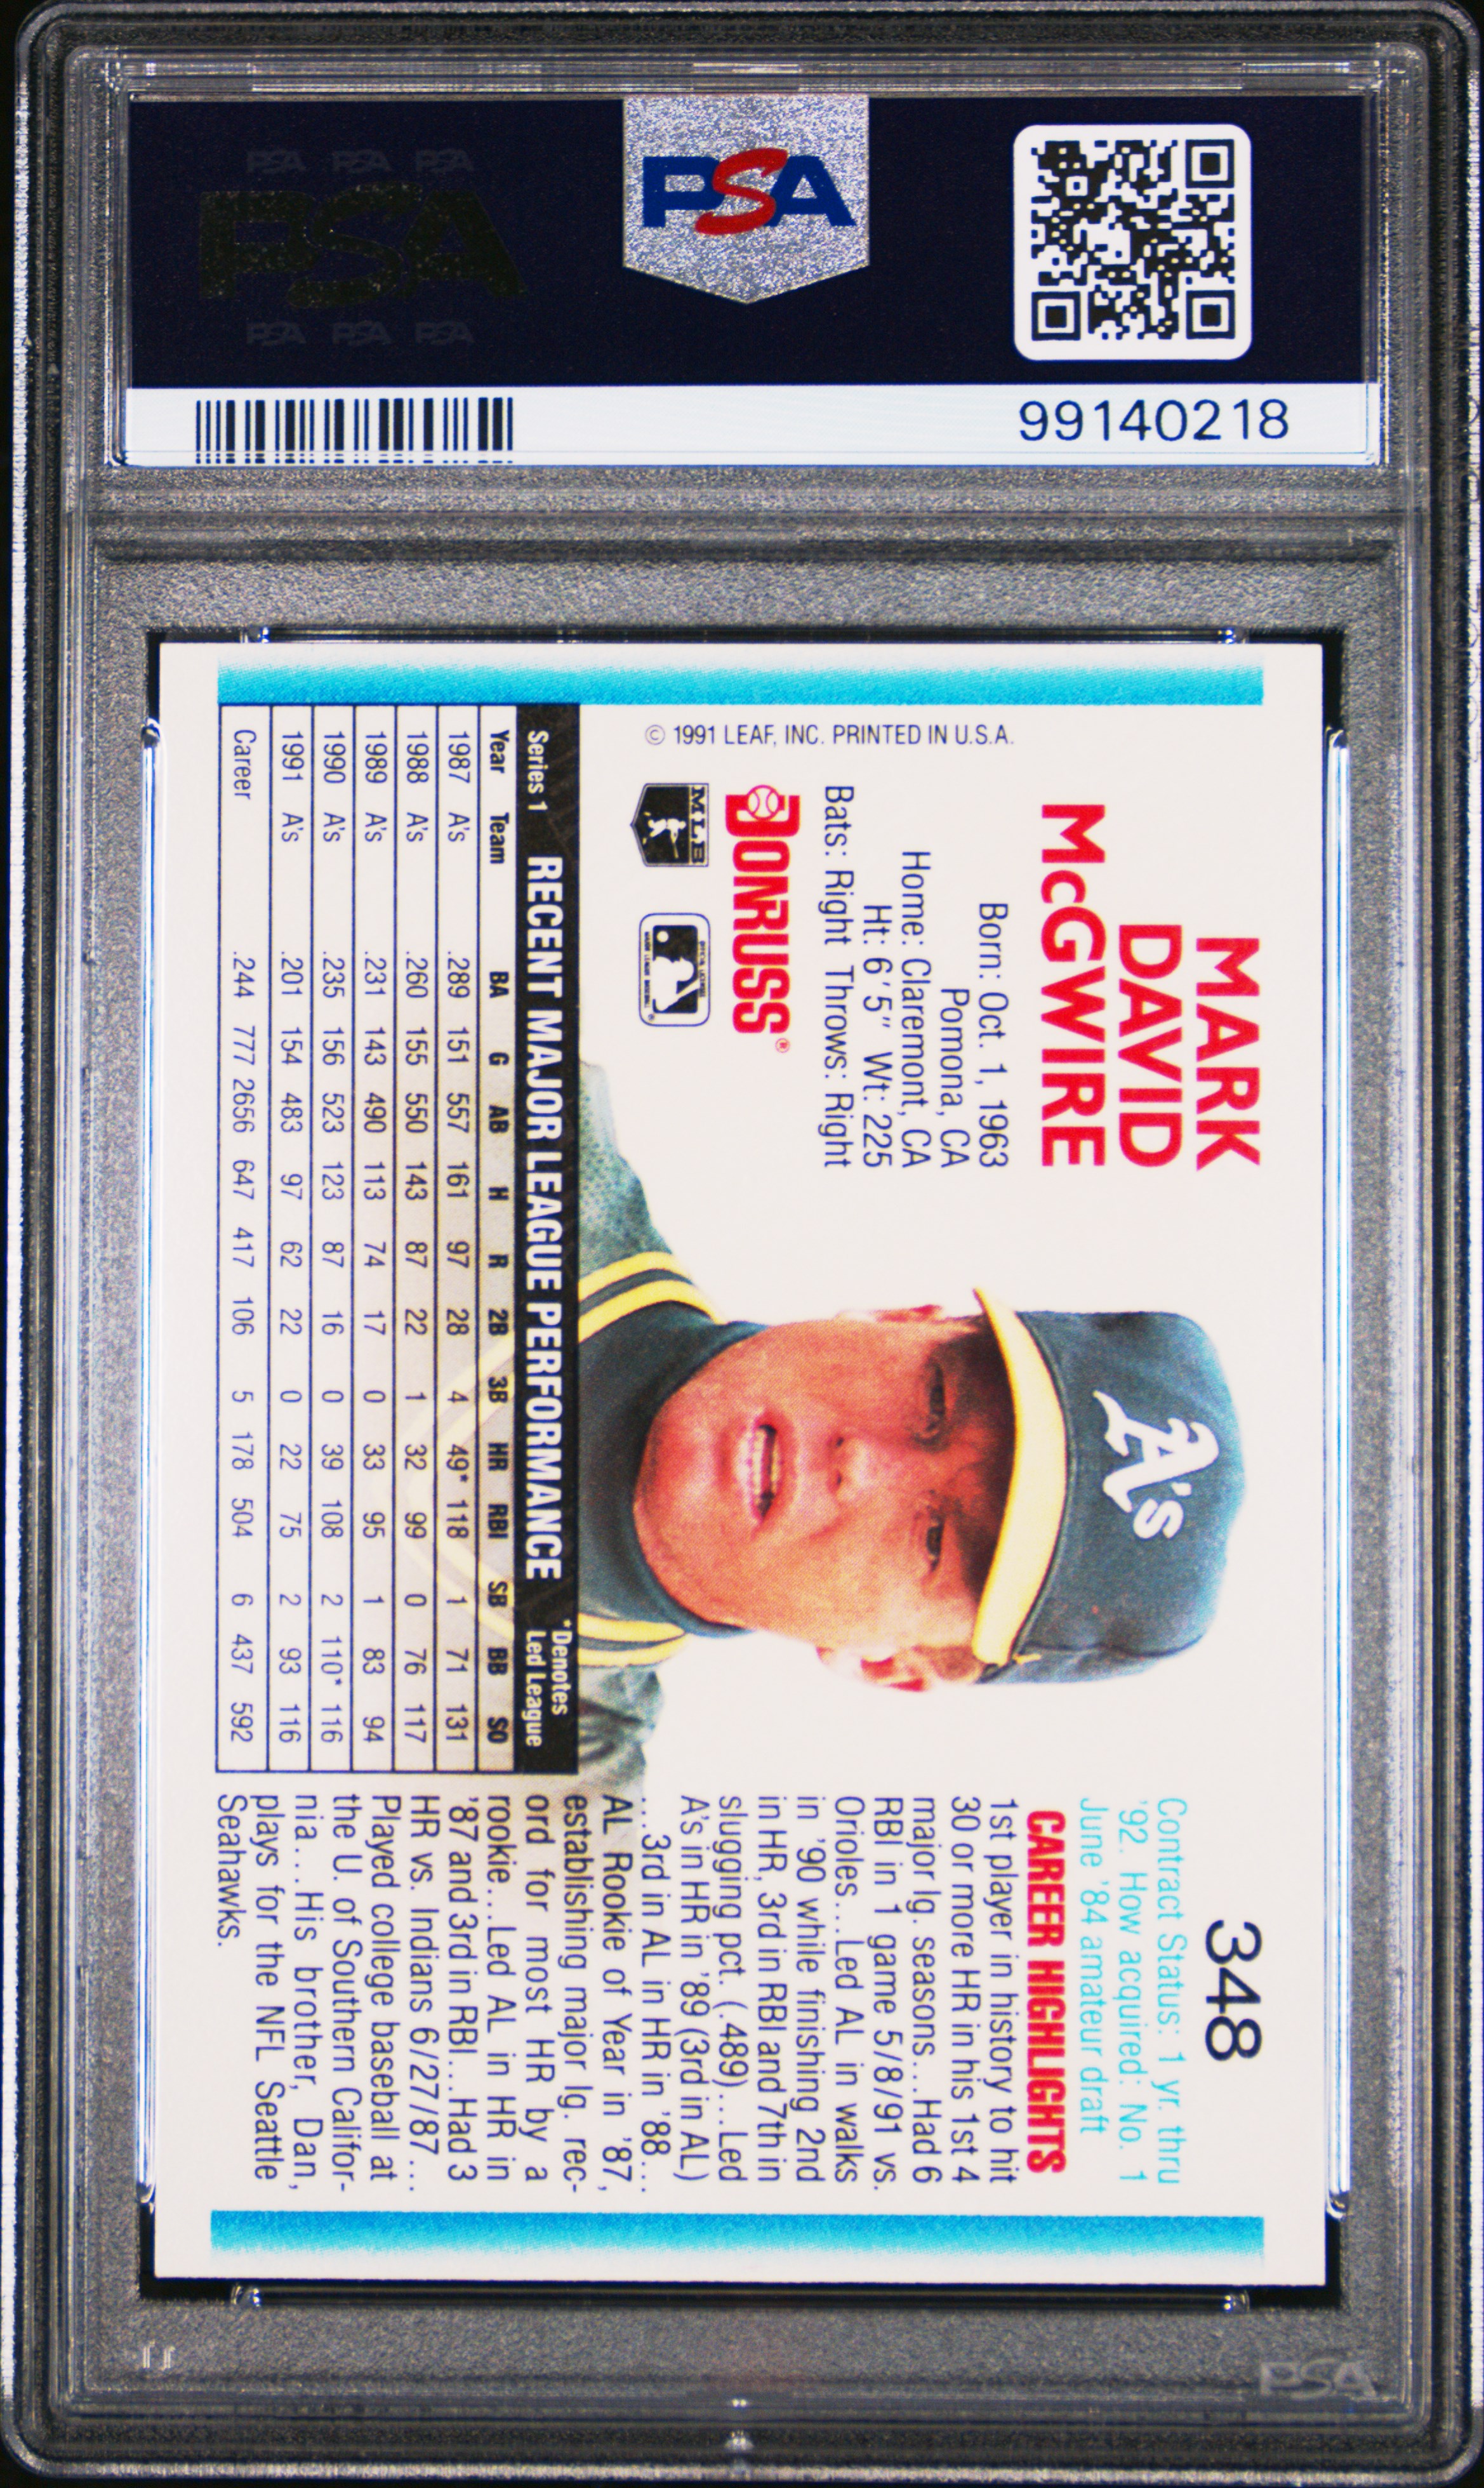 PSA PSA PSA
PSA
PSA PSA PSA
PSA
99140218
348
MARK
DAVID
McGWIRE
Born: Oct. 1, 1963
Pomona, CA
Home: Claremont, CA
Ht: 6' 5" Wt: 225
Bats: Right Throws: Right
DONRUSS®
MLB
© 1991 LEAF, INC. PRINTED IN U.S.A.
A's
Contract Status: 1 yr. thru
'92. How acquired: No. 1
June '84 amateur draft
CAREER HIGHLIGHTS
1st player in history to hit
30 or more HR in his 1st 4
major lg. seasons...Had 6
RBI in 1 game 5/8/91 vs.
Orioles...Led AL in walks
in '90 while finishing 2nd
in HR, 3rd in RBI and 7th in
slugging pct. (.489)...Led
A's in HR in '89 (3rd in AL)
...3rd in AL in HR in '88...
AL Rookie of Year in '87,
establishing major lg. rec-
ord for most HR by a
rookie...Led AL in HR in
'87 and 3rd in RBI...Had 3
HR vs. Indians 6/27/87...
Played college baseball at
the U. of Southern Califor-
nia...His brother, Dan,
plays for the NFL Seattle
Seahawks.
Series 1 RECENT MAJOR LEAGUE PERFORMANCE *Denotes
Led League
Year Team BA G AB H R 2B 3B HR RBI SB BB SO
1987 A's .289 151 557 161 97 28 4 49* 118 1 71 131
1988 A's .260 155 550 143 87 22 1 32 99 0 76 117
1989 A's .231 143 490 113 74 17 0 33 95 1 83 94
1990 A's .235 156 523 123 87 16 0 39 108 2 110* 116
1991 A's .201 154 483 97 62 22 0 22 75 2 93 116
Career .244 777 2656 647 417 106 5 178 504 6 437 592
PSA